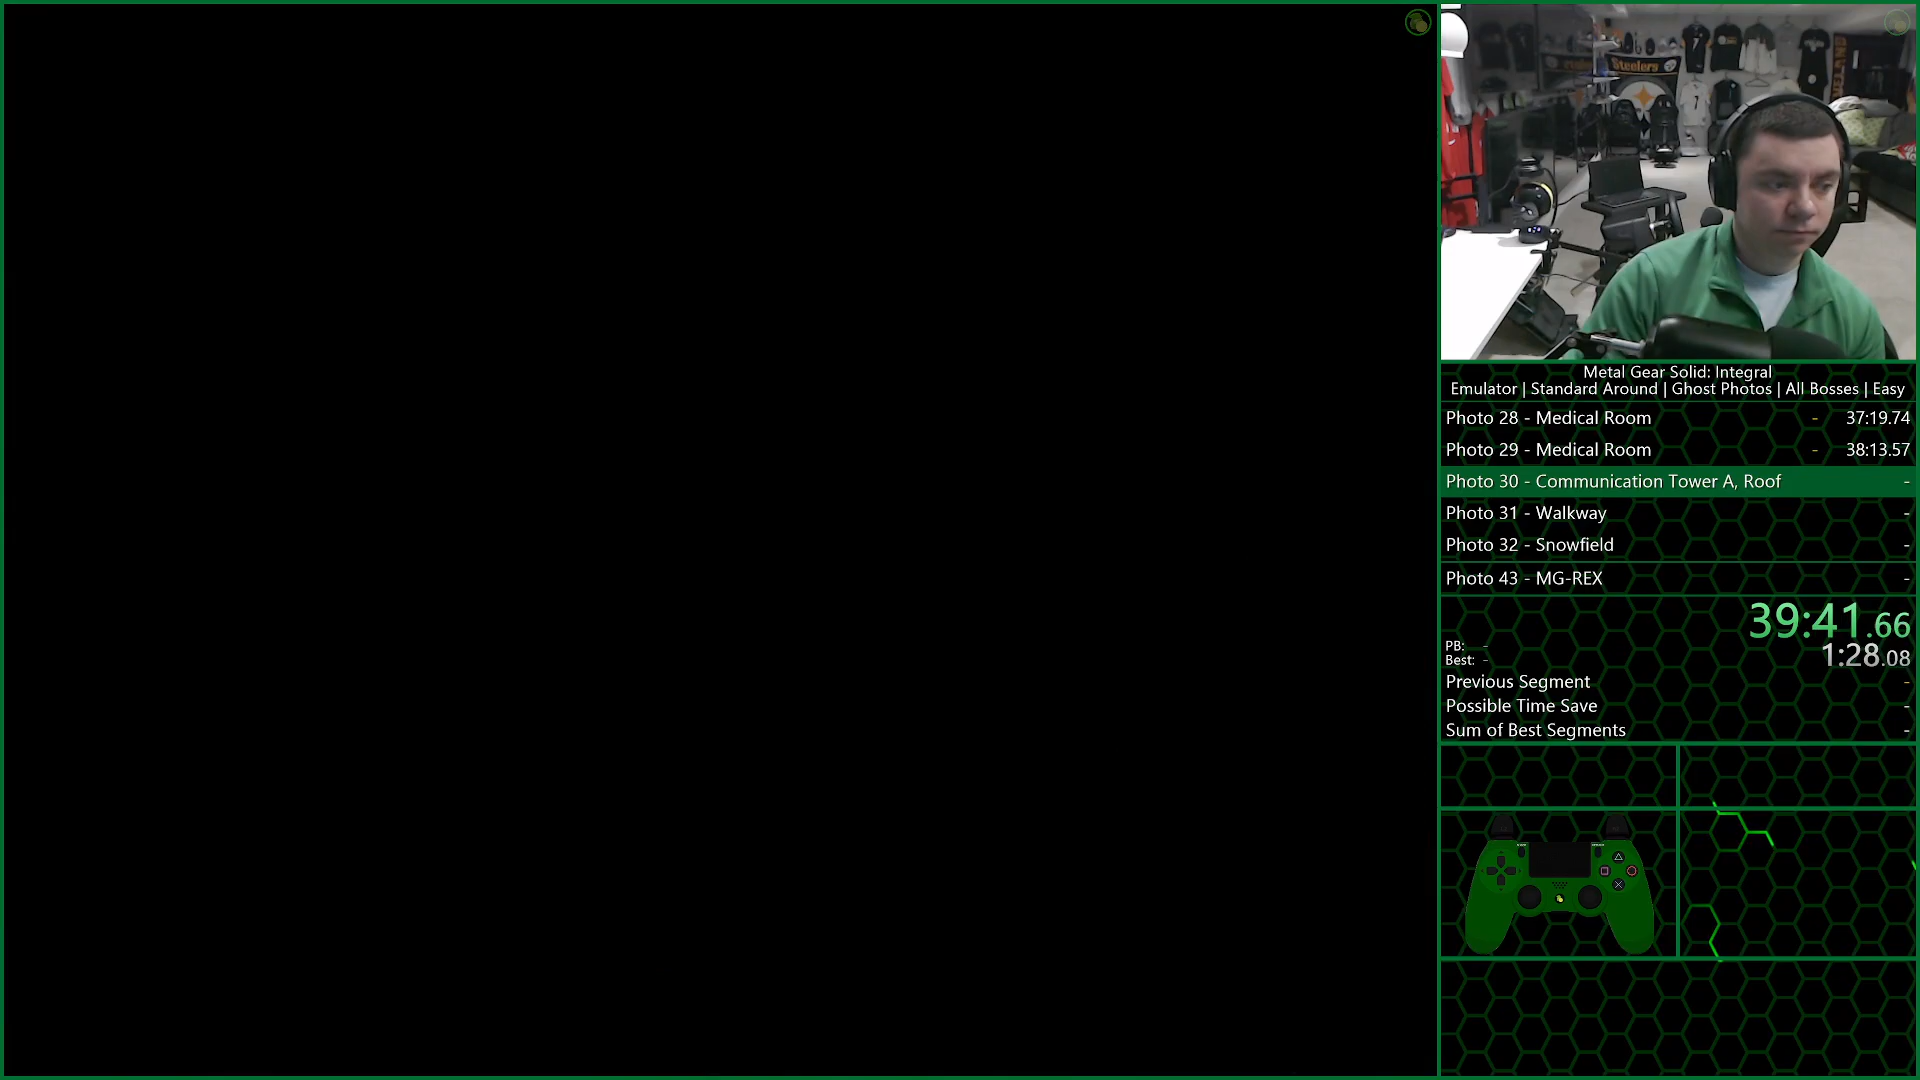 Steelers
Metal Gear Solid: Integral
Emulator | Standard Around | Ghost Photos | All Bosses | Easy
Photo 28 - Medical Room - 37:19.74
Photo 29 - Medical Room - 38:13.57
Photo 30 - Communication Tower A, Roof -
Photo 31 - Walkway -
Photo 32 - Snowfield -
Photo 43 - MG-REX -
39:41.66
PB: -
1:28.08
Best: -
Previous Segment -
Possible Time Save -
Sum of Best Segments -